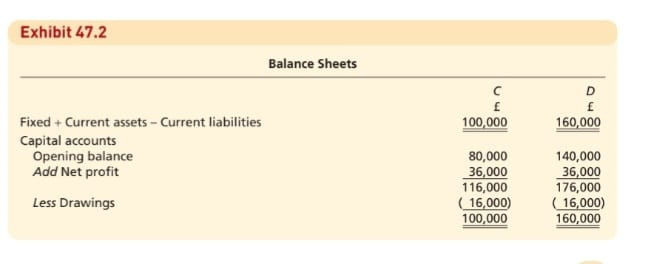 Exhibit 47.2
Balance Sheets
C D
£ £
Fixed + Current assets – Current liabilities 100,000 160,000
Capital accounts
Opening balance 80,000 140,000
Add Net profit 36,000 36,000
116,000 176,000
Less Drawings ( 16,000) ( 16,000)
100,000 160,000